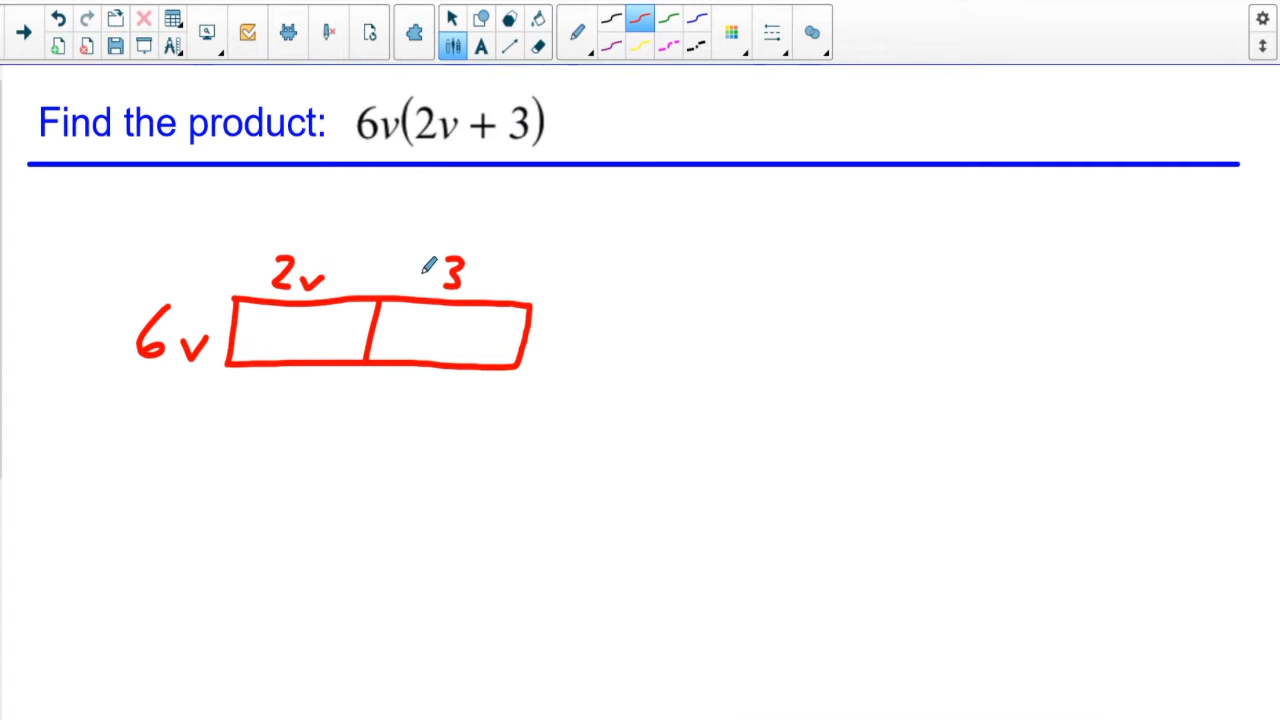 Find the product: 6v(2v + 3)
2v 3
6v